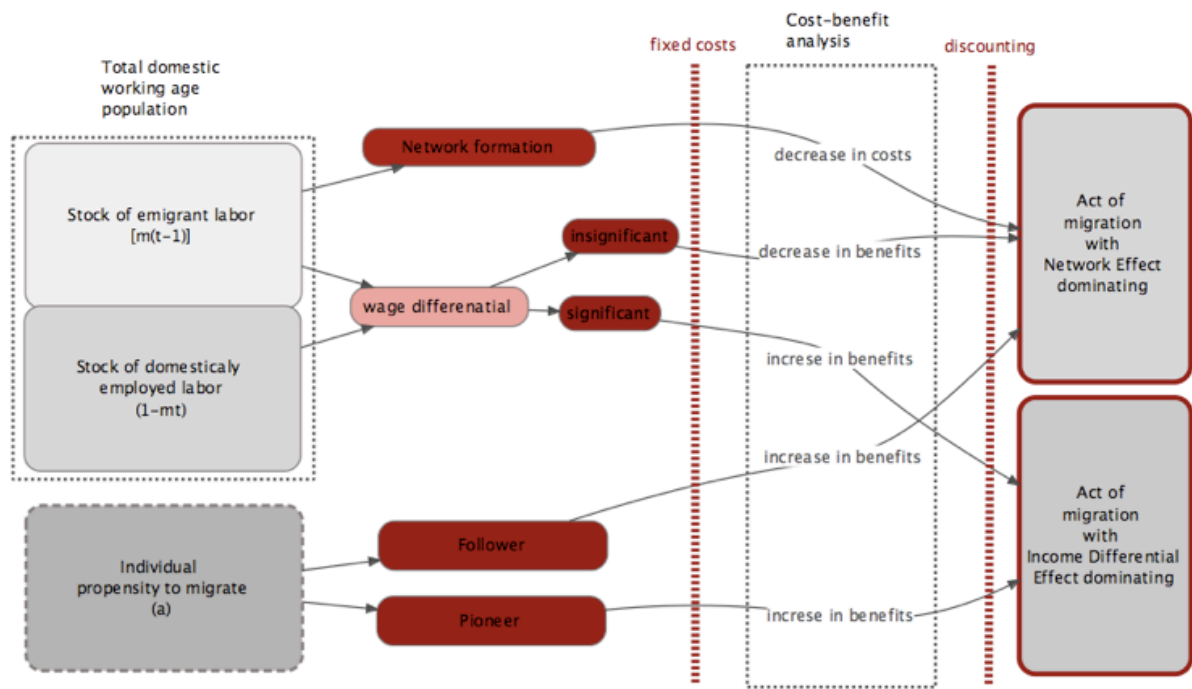 Total domestic
working age
population
Stock of emigrant labor
[m(t-1)]
Stock of domesticaly
employed labor
(1-mt)
Individual
propensity to migrate
(a)
Network formation
insignificant
wage differenatial
significant
Follower
Pioneer
fixed costs
Cost-benefit
analysis
discounting
decrease in costs
decrease in benefits
increse in benefits
increase in benefits
increse in benefits
Act of
migration
with
Network Effect
dominating
Act of
migration
with
Income Differential
Effect dominating